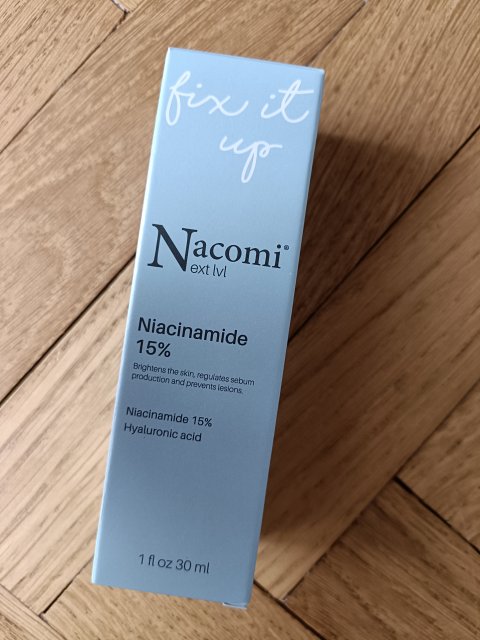 fix it
up
Nacomi®
ext lvl
Niacinamide
15%
Brightens the skin, regulates sebum
production and prevents lesions.
Niacinamide 15%
Hyaluronic acid
1 fl oz 30 ml